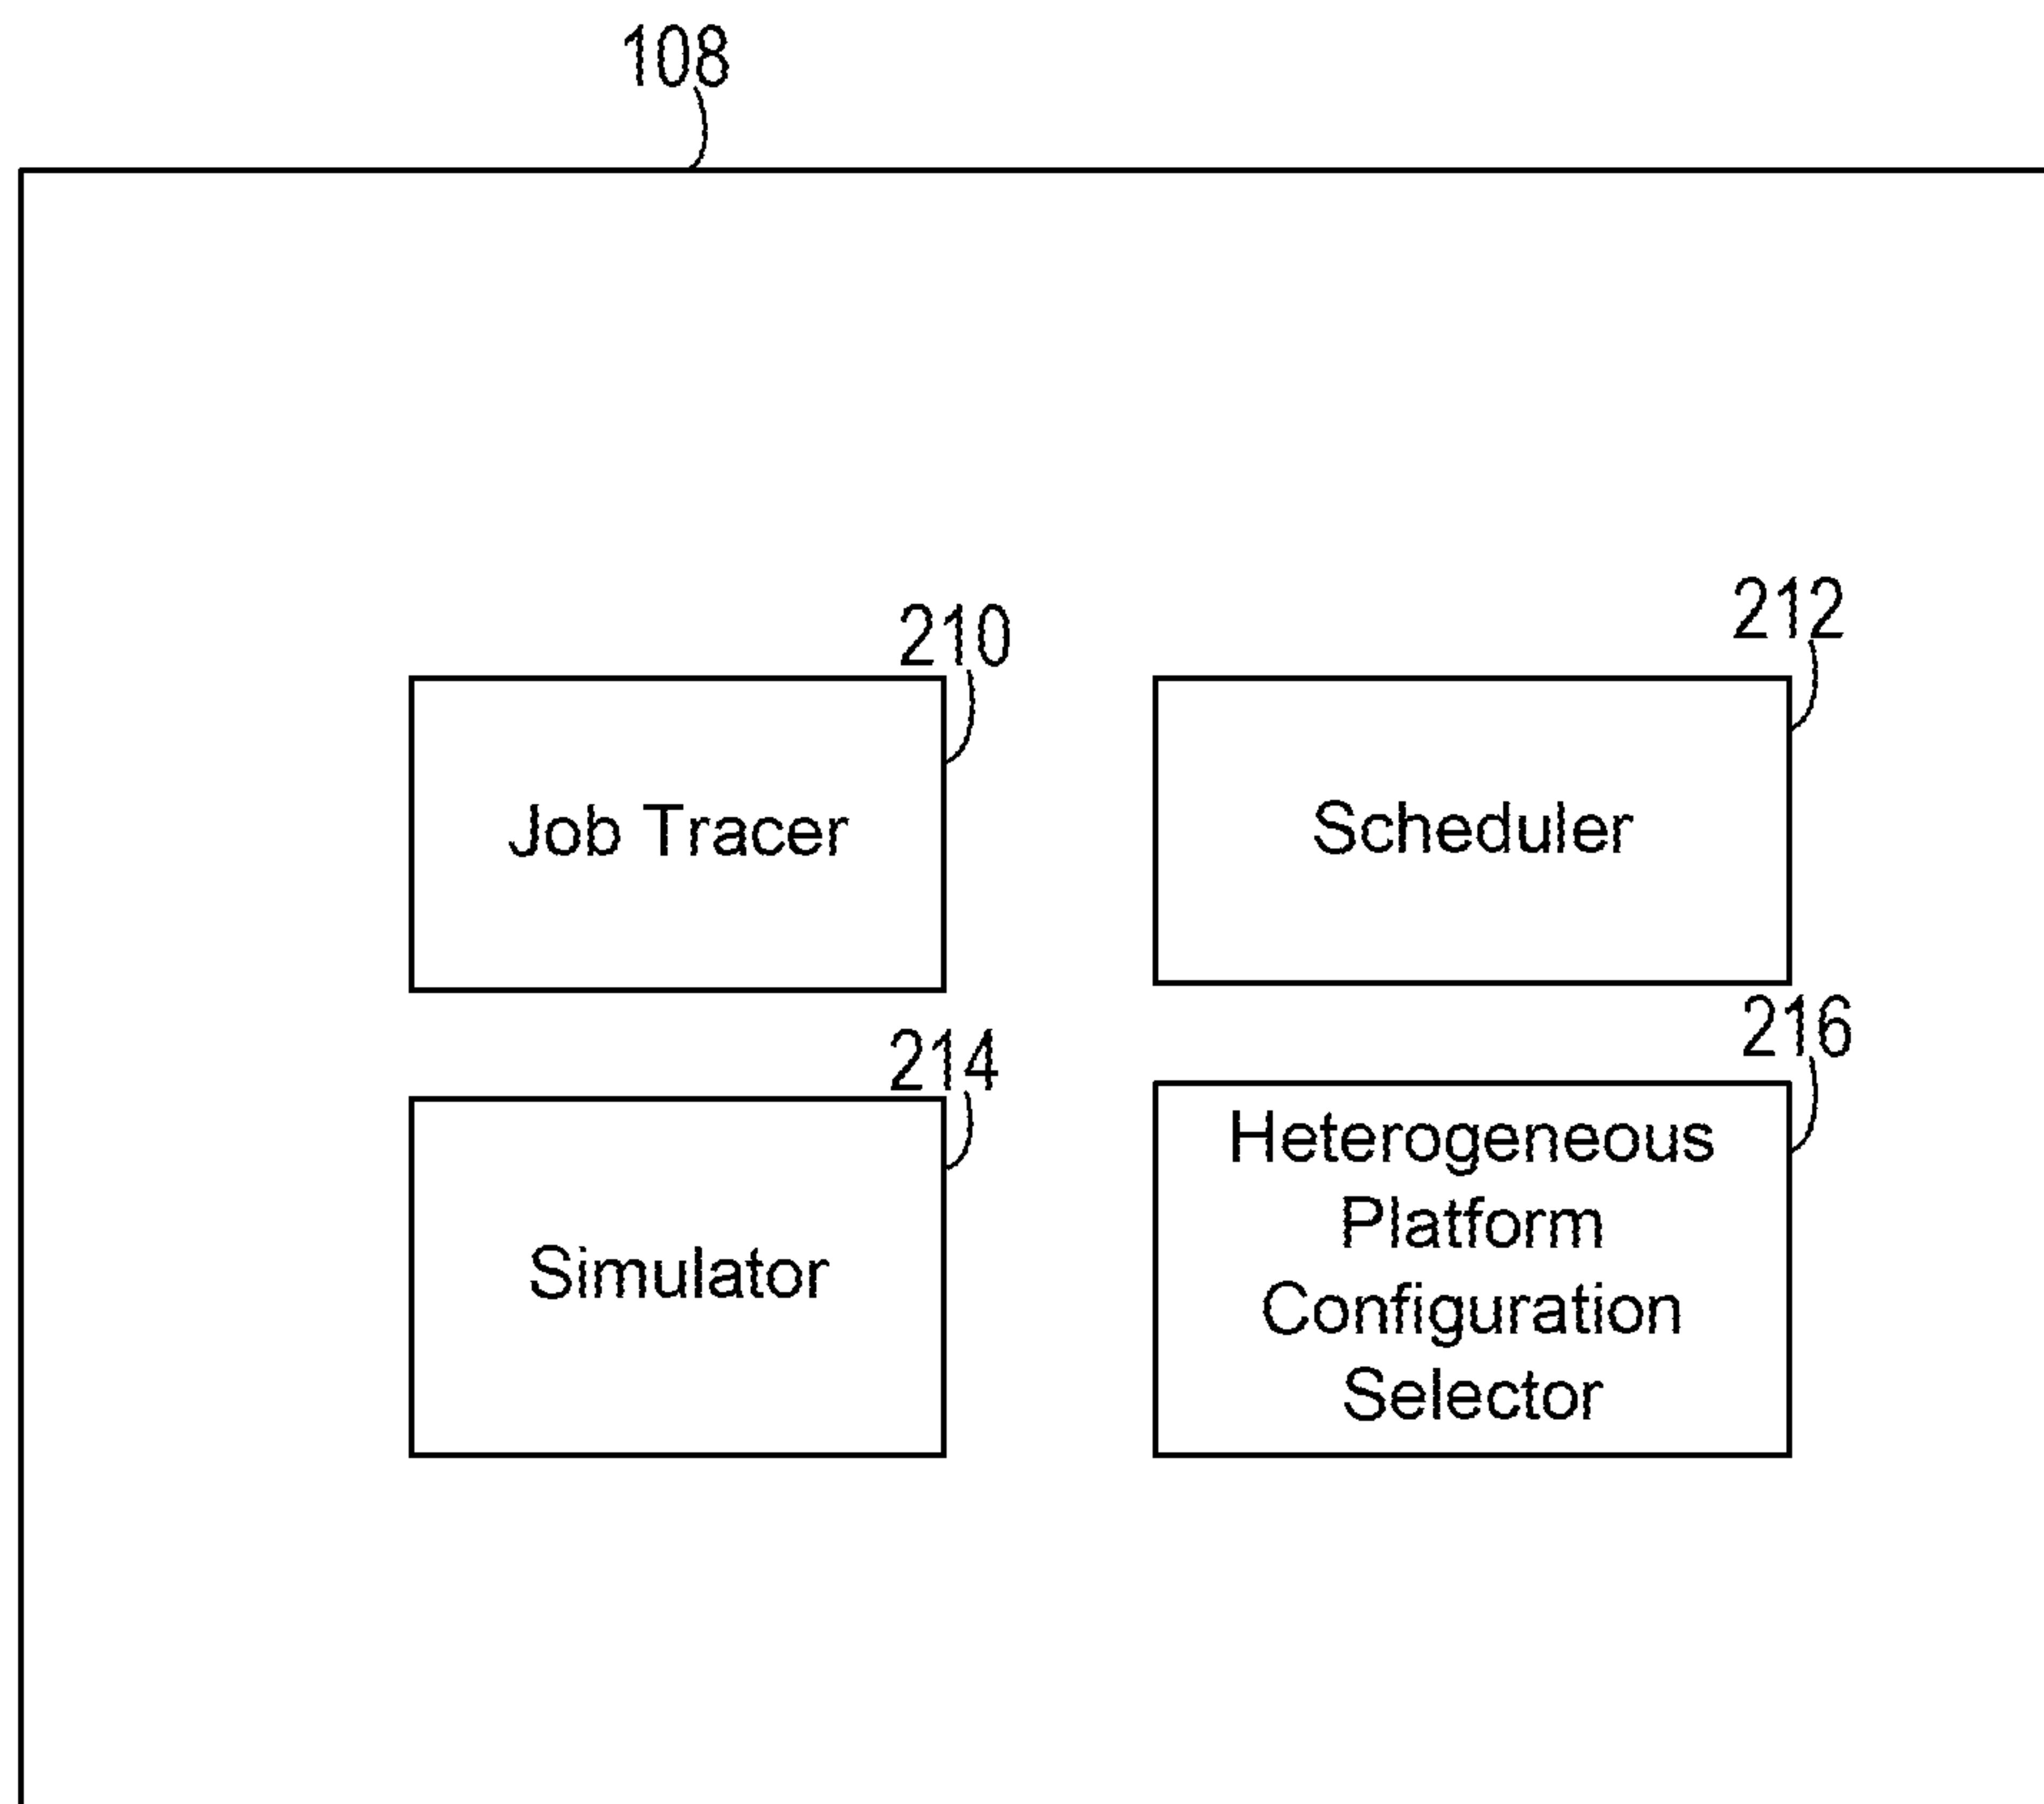 108
210
212
Job Tracer
Scheduler
214
216
Simulator
Heterogeneous
Platform
Configuration
Selector